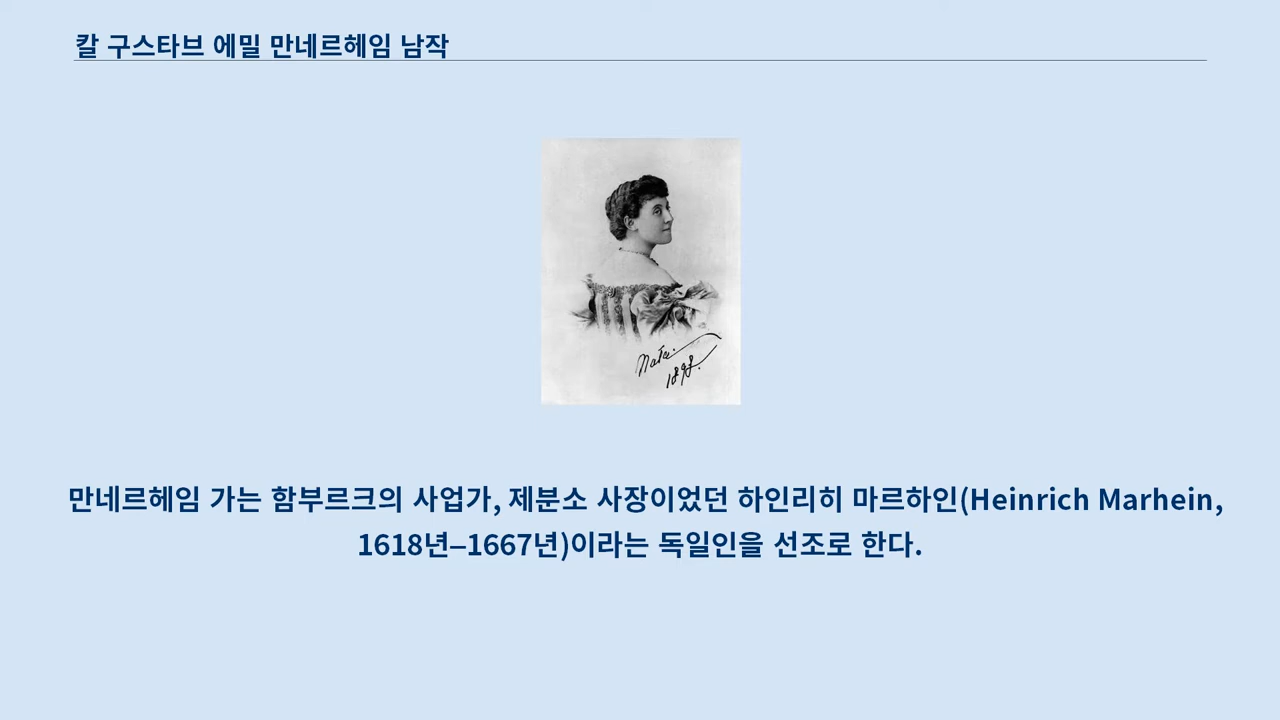 칼 구스타브 에밀 만네르헤임 남작
Nata.
1898.
만네르헤임 가는 함부르크의 사업가, 제분소 사장이었던 하인리히 마르하인(Heinrich Marhein,
1618년–1667년)이라는 독일인을 선조로 한다.